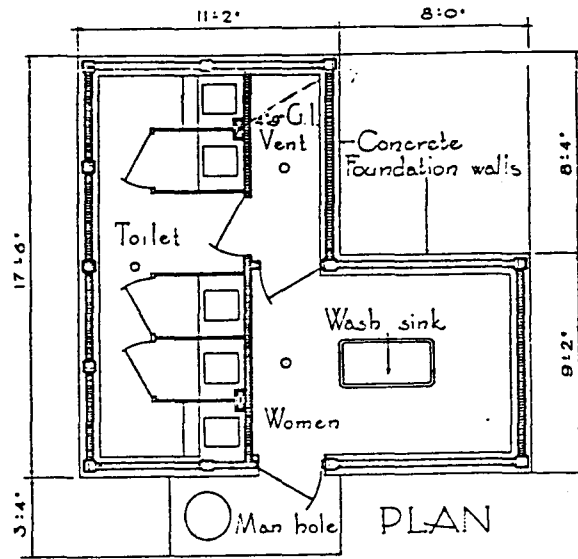 11'-2"
8'-0"
G.I.
Vent
Concrete
Foundation walls
8'-4"
Toilet
17'-6"
Wash sink
9'-2"
Women
3'-4"
Man hole
PLAN